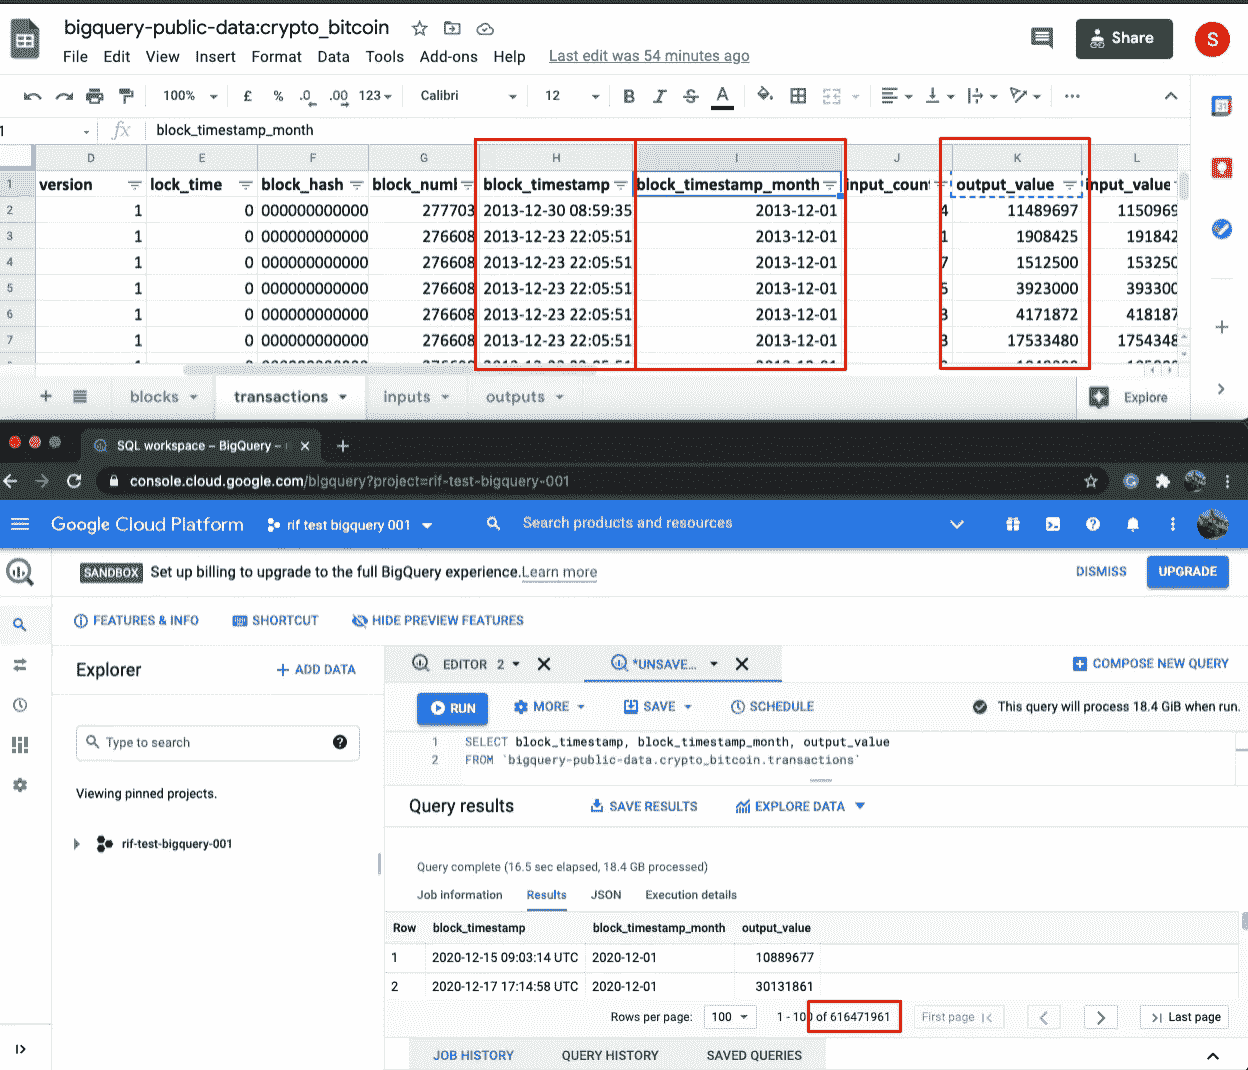 bigquery-public-data:crypto_bitcoin
File Edit View Insert Format Data Tools Add-ons Help Last edit was 54 minutes ago
Share
S
100% £ % .0 .00 123 Calibri 12 B I S A
fx block_timestamp_month
D E F G H I J K L
1 version lock_time block_hash block_numl block_timestamp block_timestamp_month input_coun output_value input_value
2 1 0 000000000000 277703 2013-12-30 08:59:35 2013-12-01 4 11489697 1150969
3 1 0 000000000000 276608 2013-12-23 22:05:51 2013-12-01 1 1908425 191842
4 1 0 000000000000 276608 2013-12-23 22:05:51 2013-12-01 7 1512500 153250
5 1 0 000000000000 276608 2013-12-23 22:05:51 2013-12-01 5 3923000 393300
6 1 0 000000000000 276608 2013-12-23 22:05:51 2013-12-01 3 4171872 418187
7 1 0 000000000000 276608 2013-12-23 22:05:51 2013-12-01 3 17533480 1754348
blocks transactions inputs outputs Explore
SQL workspace – BigQuery –
console.cloud.google.com/bigquery?project=rif-test-bigquery-001
Google Cloud Platform rif test bigquery 001 Search products and resources
SANDBOX Set up billing to upgrade to the full BigQuery experience. Learn more DISMISS UPGRADE
FEATURES & INFO SHORTCUT HIDE PREVIEW FEATURES
Explorer + ADD DATA
EDITOR 2 *UNSAVE... COMPOSE NEW QUERY
RUN MORE SAVE SCHEDULE This query will process 18.4 GiB when run.
Type to search
1 SELECT block_timestamp, block_timestamp_month, output_value
2 FROM `bigquery-public-data.crypto_bitcoin.transactions`
Viewing pinned projects.
rif-test-bigquery-001
Query results SAVE RESULTS EXPLORE DATA
Query complete (16.5 sec elapsed, 18.4 GB processed)
Job information Results JSON Execution details
Row block_timestamp block_timestamp_month output_value
1 2020-12-15 09:03:14 UTC 2020-12-01 10889677
2 2020-12-17 17:14:58 UTC 2020-12-01 30131861
Rows per page: 100 1 - 100 of 616471961 First page Last page
JOB HISTORY QUERY HISTORY SAVED QUERIES